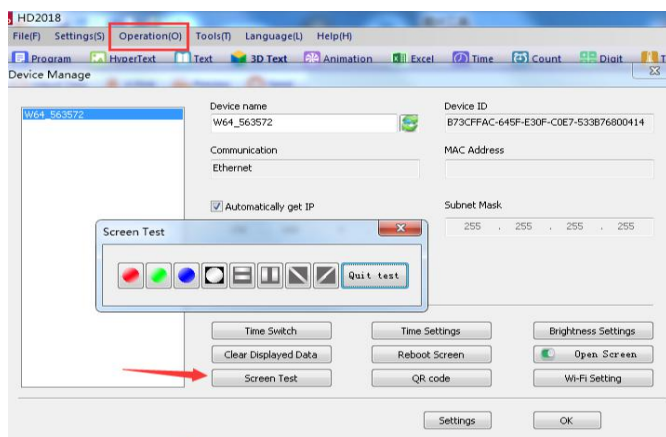 HD2018
File(F) Settings(S) Operation(O) Tools(T) Language(L) Help(H)
Program HyperText Text 3D Text Animation Excel Time Count Digit T
Device Manage
Device name Device ID
W64_563572 W64_563572 B73CFFAC-645F-E30F-C0E7-533B76800414
Communication MAC Address
Ethernet
Automatically get IP Subnet Mask
255 . 255 . 255 . 255
Screen Test
Quit test
Time Switch Time Settings Brightness Settings
Clear Displayed Data Reboot Screen Open Screen
Screen Test QR code Wi-Fi Setting
Settings OK